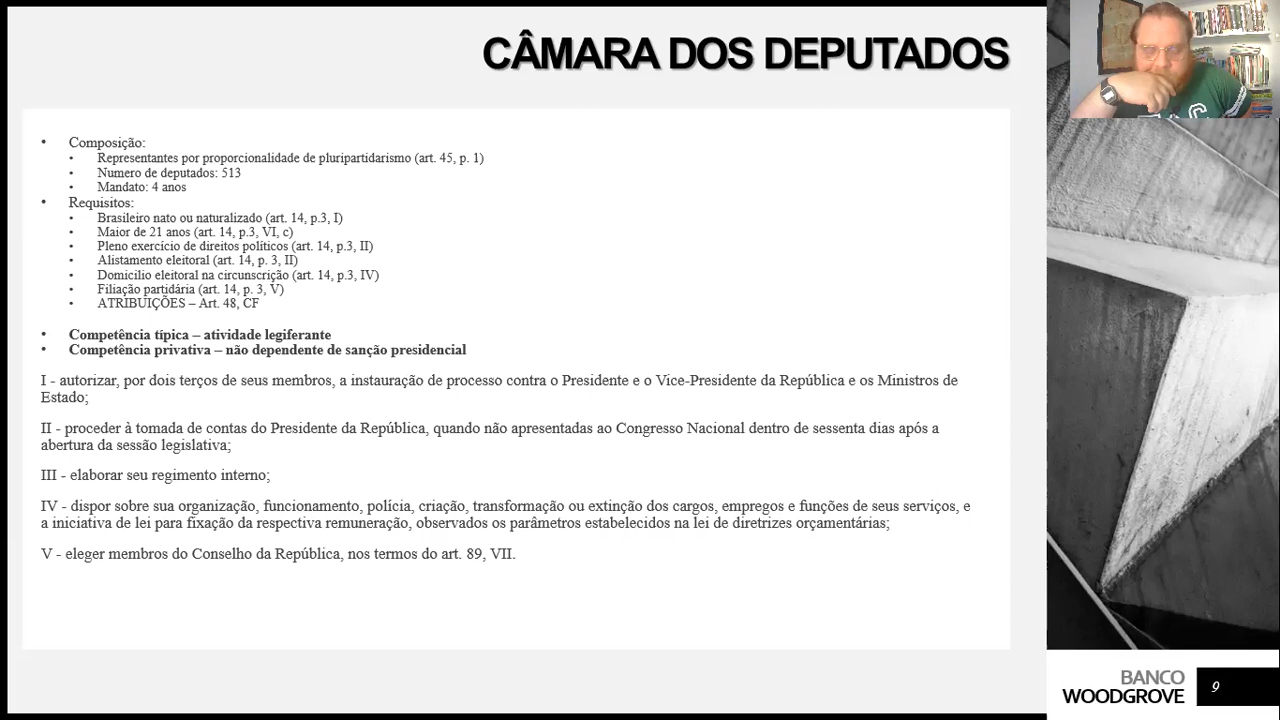 CÂMARA DOS DEPUTADOS
• Composição:
• Representantes por proporcionalidade de pluripartidarismo (art. 45, p. 1)
• Numero de deputados: 513
• Mandato: 4 anos
• Requisitos:
• Brasileiro nato ou naturalizado (art. 14, p.3, I)
• Maior de 21 anos (art. 14, p.3, VI, c)
• Pleno exercício de direitos políticos (art. 14, p.3, II)
• Alistamento eleitoral (art. 14, p. 3, II)
• Domicilio eleitoral na circunscrição (art. 14, p.3, IV)
• Filiação partidária (art. 14, p. 3, V)
• ATRIBUIÇÕES – Art. 48, CF
• Competência típica – atividade legiferante
• Competência privativa – não dependente de sanção presidencial
I - autorizar, por dois terços de seus membros, a instauração de processo contra o Presidente e o Vice-Presidente da República e os Ministros de
Estado;
II - proceder à tomada de contas do Presidente da República, quando não apresentadas ao Congresso Nacional dentro de sessenta dias após a
abertura da sessão legislativa;
III - elaborar seu regimento interno;
IV - dispor sobre sua organização, funcionamento, polícia, criação, transformação ou extinção dos cargos, empregos e funções de seus serviços, e
a iniciativa de lei para fixação da respectiva remuneração, observados os parâmetros estabelecidos na lei de diretrizes orçamentárias;
V - eleger membros do Conselho da República, nos termos do art. 89, VII.
BANCO
WOODGROVE
9